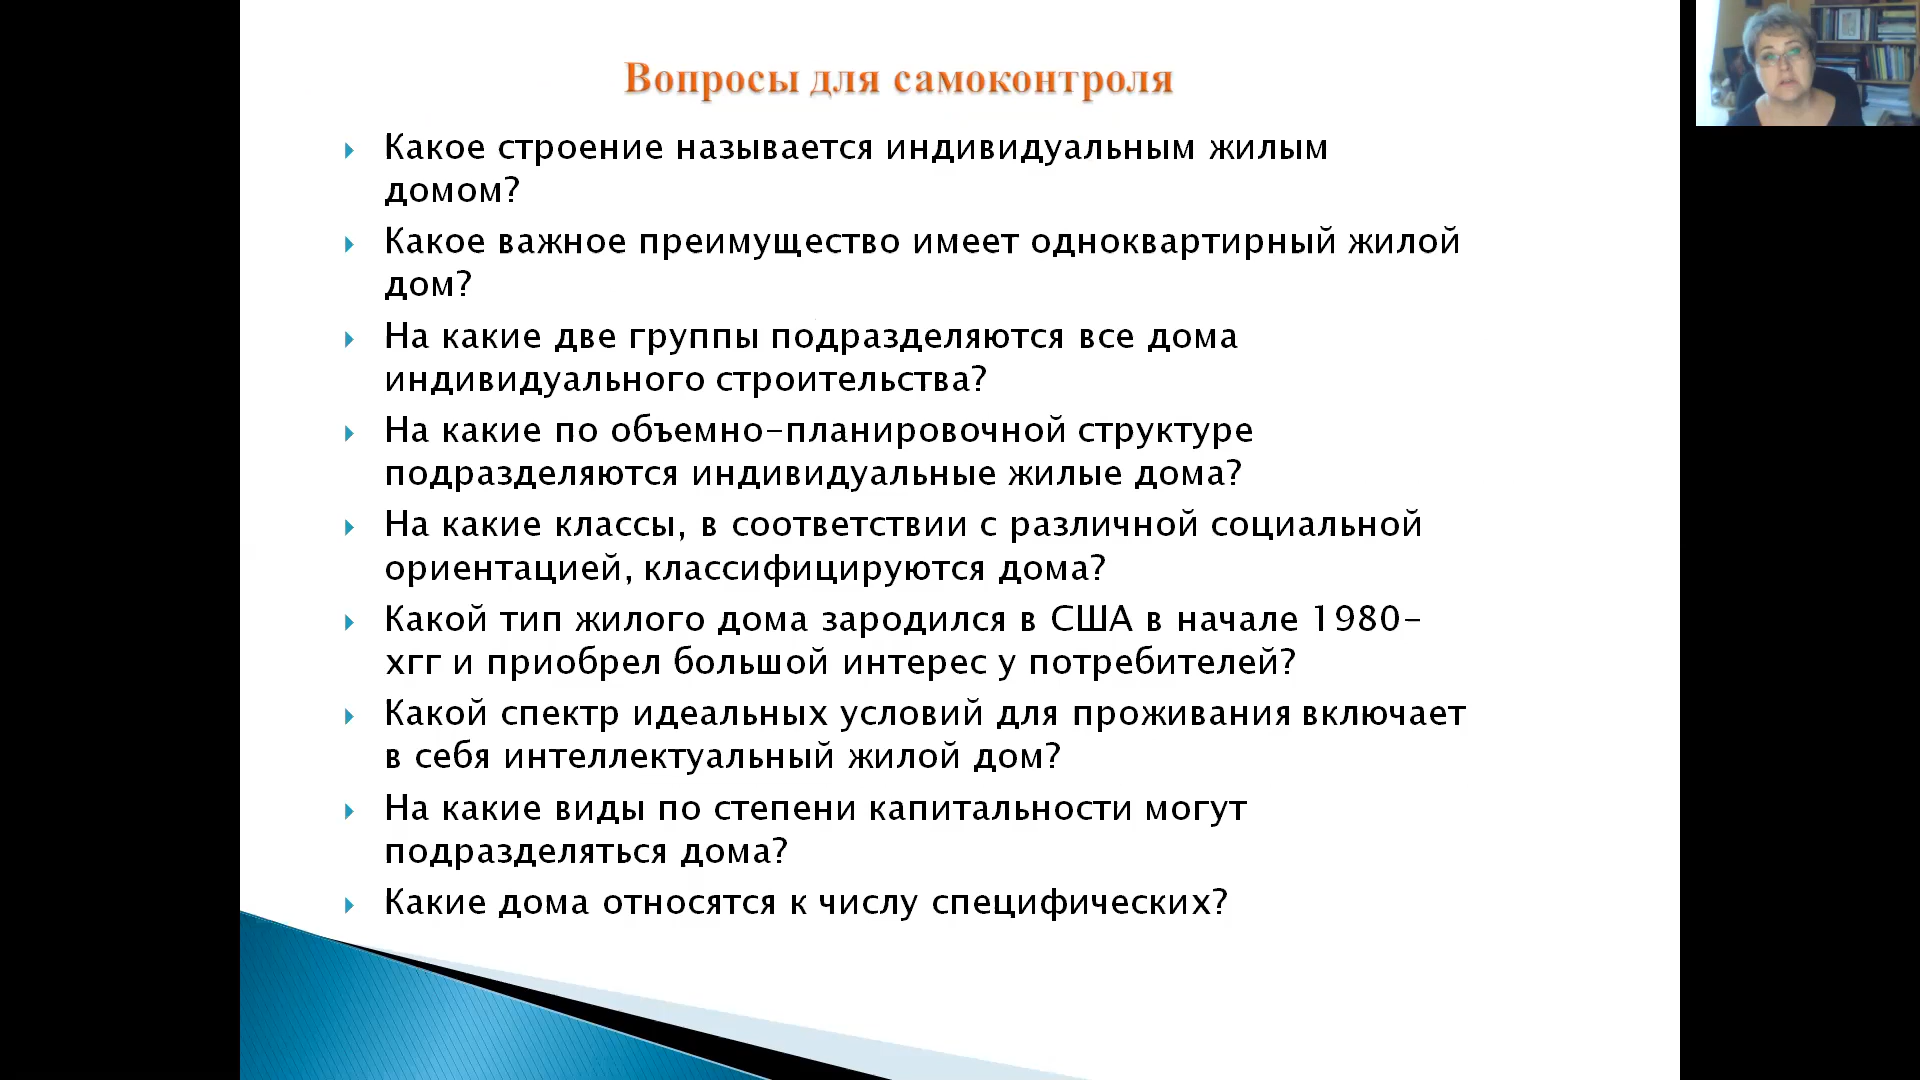 Вопросы для самоконтроля
Какое строение называется индивидуальным жилым
домом?
Какое важное преимущество имеет одноквартирный жилой
дом?
На какие две группы подразделяются все дома
индивидуального строительства?
На какие по объемно-планировочной структуре
подразделяются индивидуальные жилые дома?
На какие классы, в соответствии с различной социальной
ориентацией, классифицируются дома?
Какой тип жилого дома зародился в США в начале 1980-
хгг и приобрел большой интерес у потребителей?
Какой спектр идеальных условий для проживания включает
в себя интеллектуальный жилой дом?
На какие виды по степени капитальности могут
подразделяться дома?
Какие дома относятся к числу специфических?